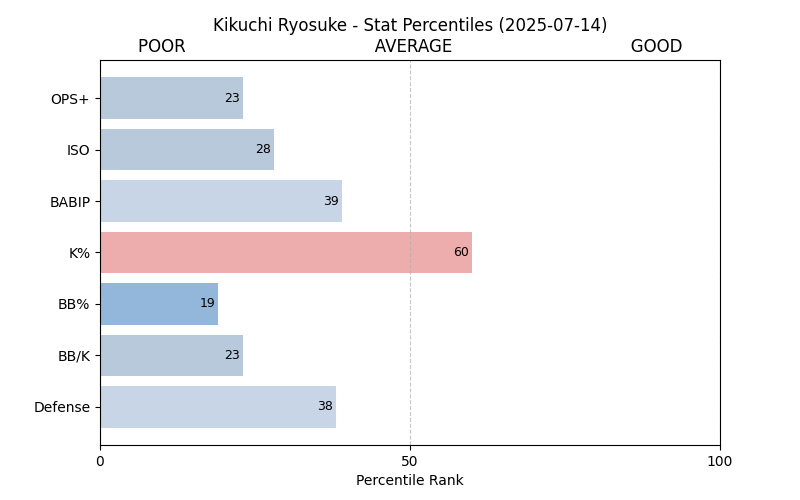 Kikuchi Ryosuke - Stat Percentiles (2025-07-14)
POOR AVERAGE GOOD
OPS+ 23
ISO 28
BABIP 39
K% 60
BB% 19
BB/K 23
Defense 38
0 50 100
Percentile Rank